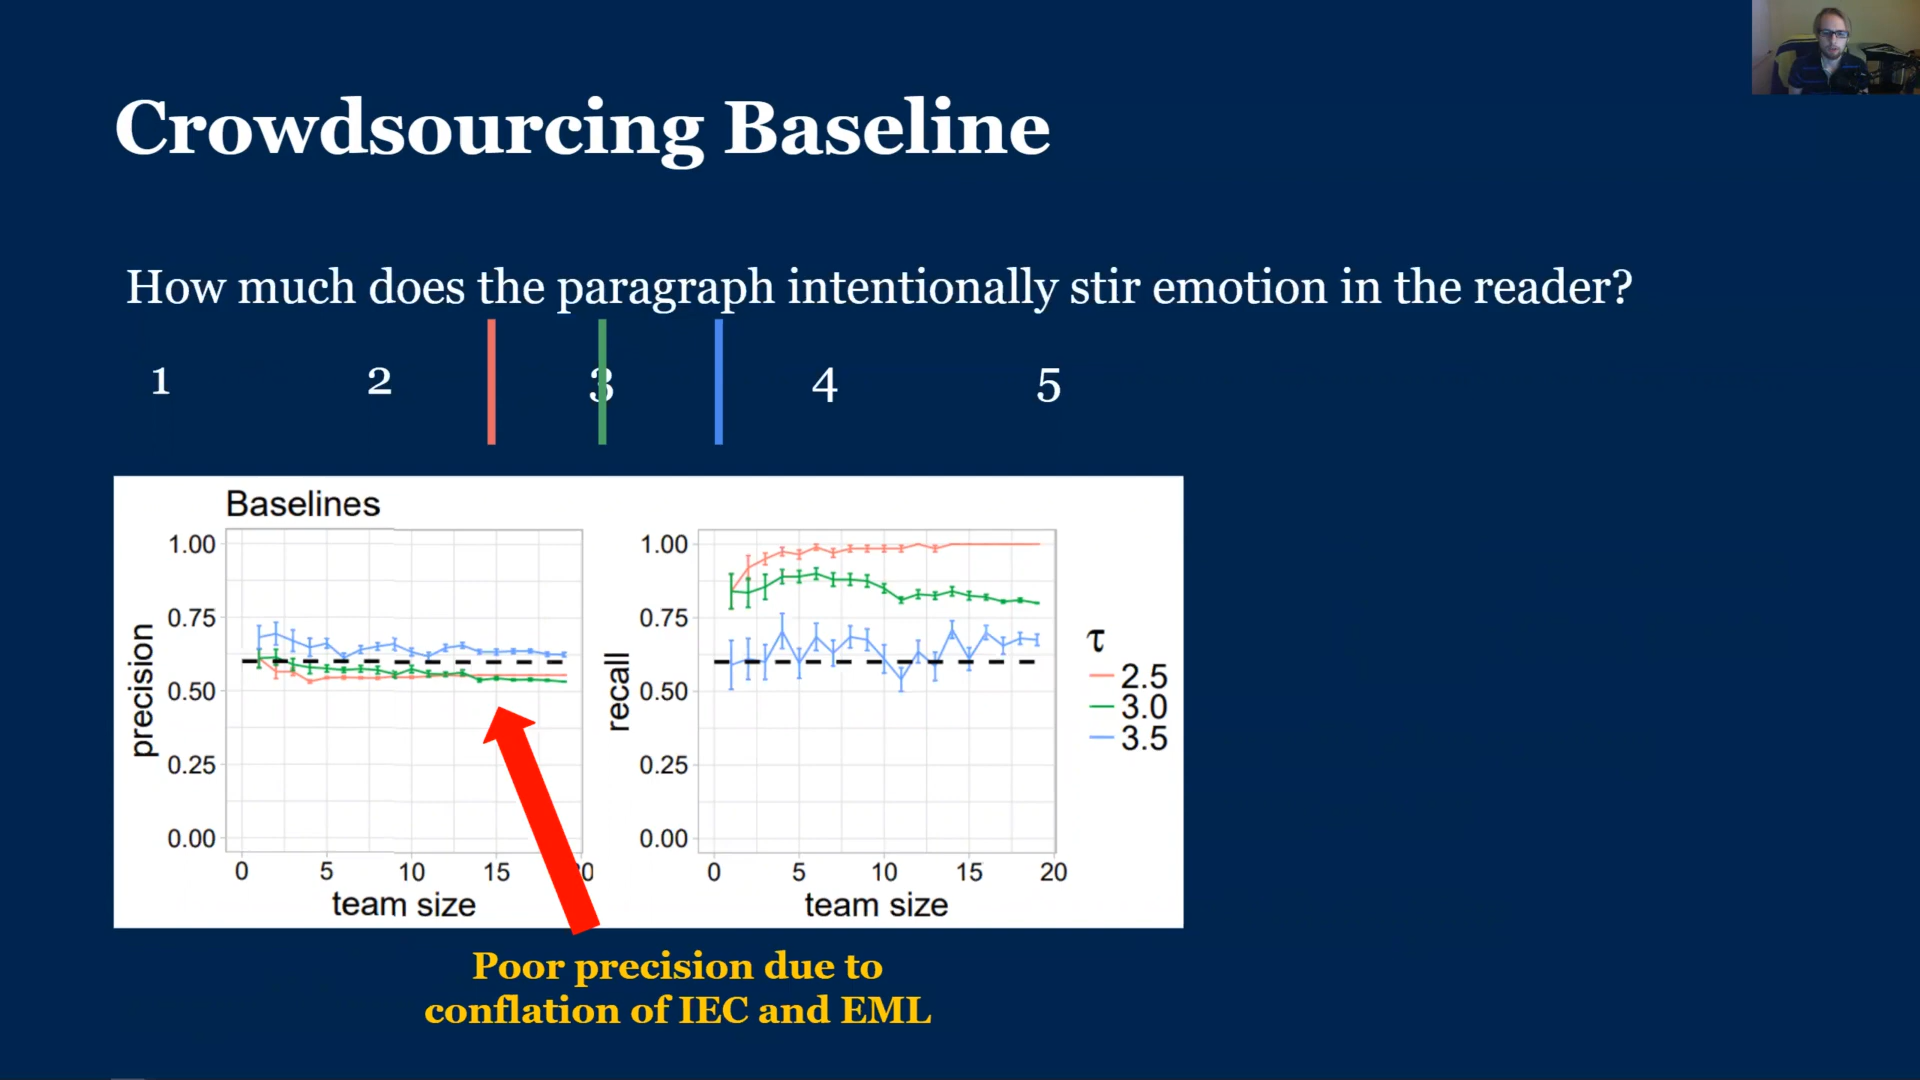 Crowdsourcing Baseline
How much does the paragraph intentionally stir emotion in the reader?
1 2 3 4 5
Baselines
precision
1.00
0.75
0.50
0.25
0.00
0 5 10 15
team size
recall
1.00
0.75
0.50
0.25
0.00
0 5 10 15 20
team size
τ
2.5
3.0
3.5
Poor precision due to
conflation of IEC and EML